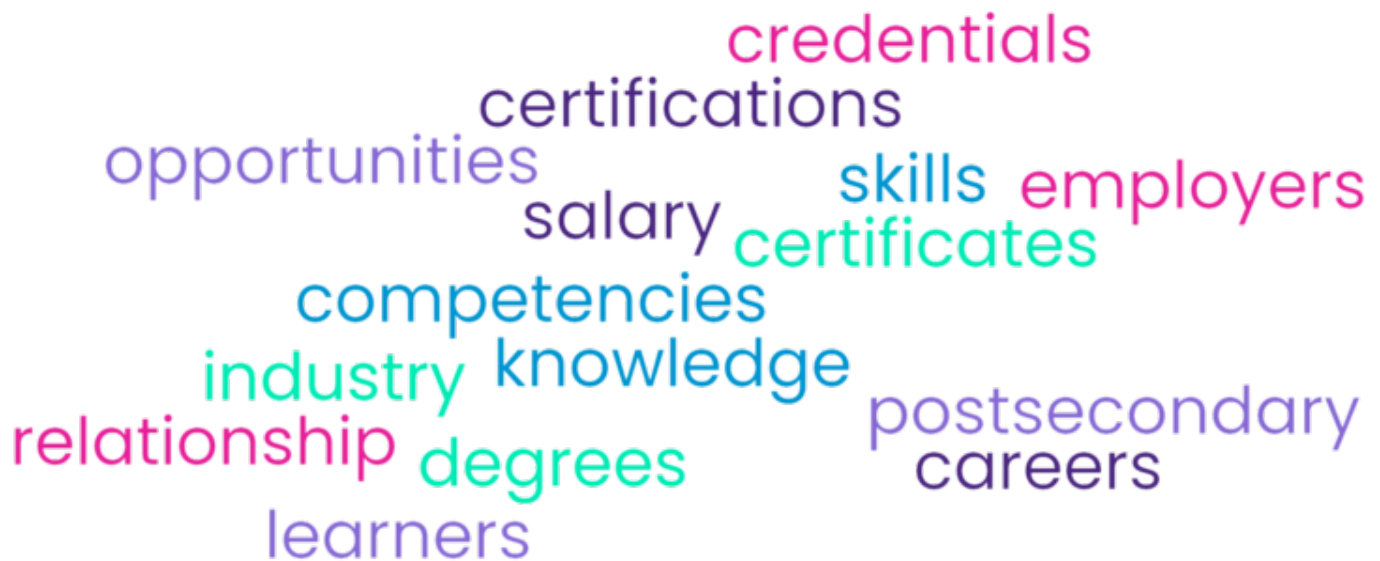 credentials
certifications
opportunities
skills employers
salary
certificates
competencies
knowledge
industry
postsecondary
relationship
degrees
careers
learners